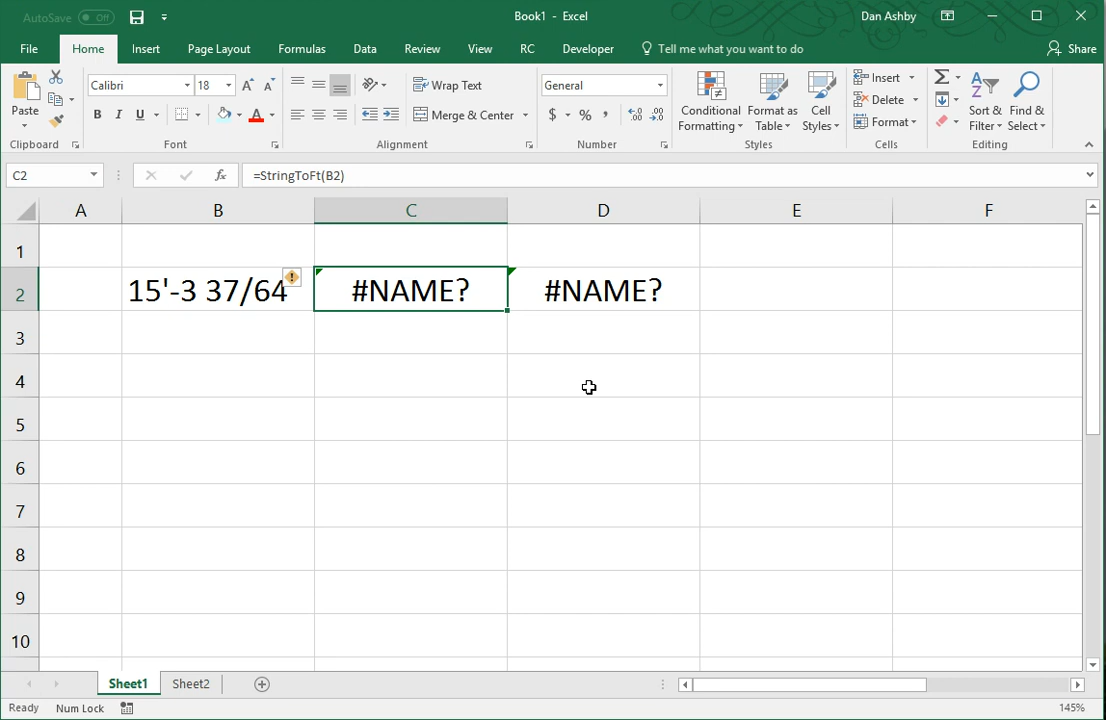 AutoSave Off
Book1 - Excel
Dan Ashby
File Home Insert Page Layout Formulas Data Review View RC Developer Tell me what you want to do Share
Paste
Calibri 18
Wrap Text
General
Conditional Formatting
Format as Table
Cell Styles
Insert
Delete
Format
Sort & Filter
Find & Select
B I U
A
Merge & Center
$ % ,
Clipboard Font Alignment Number Styles Cells Editing
C2
fx
=StringToFt(B2)
A B C D E F
1
2 15'-3 37/64 #NAME? #NAME?
3
4
5
6
7
8
9
10
Sheet1 Sheet2
Ready Num Lock 145%